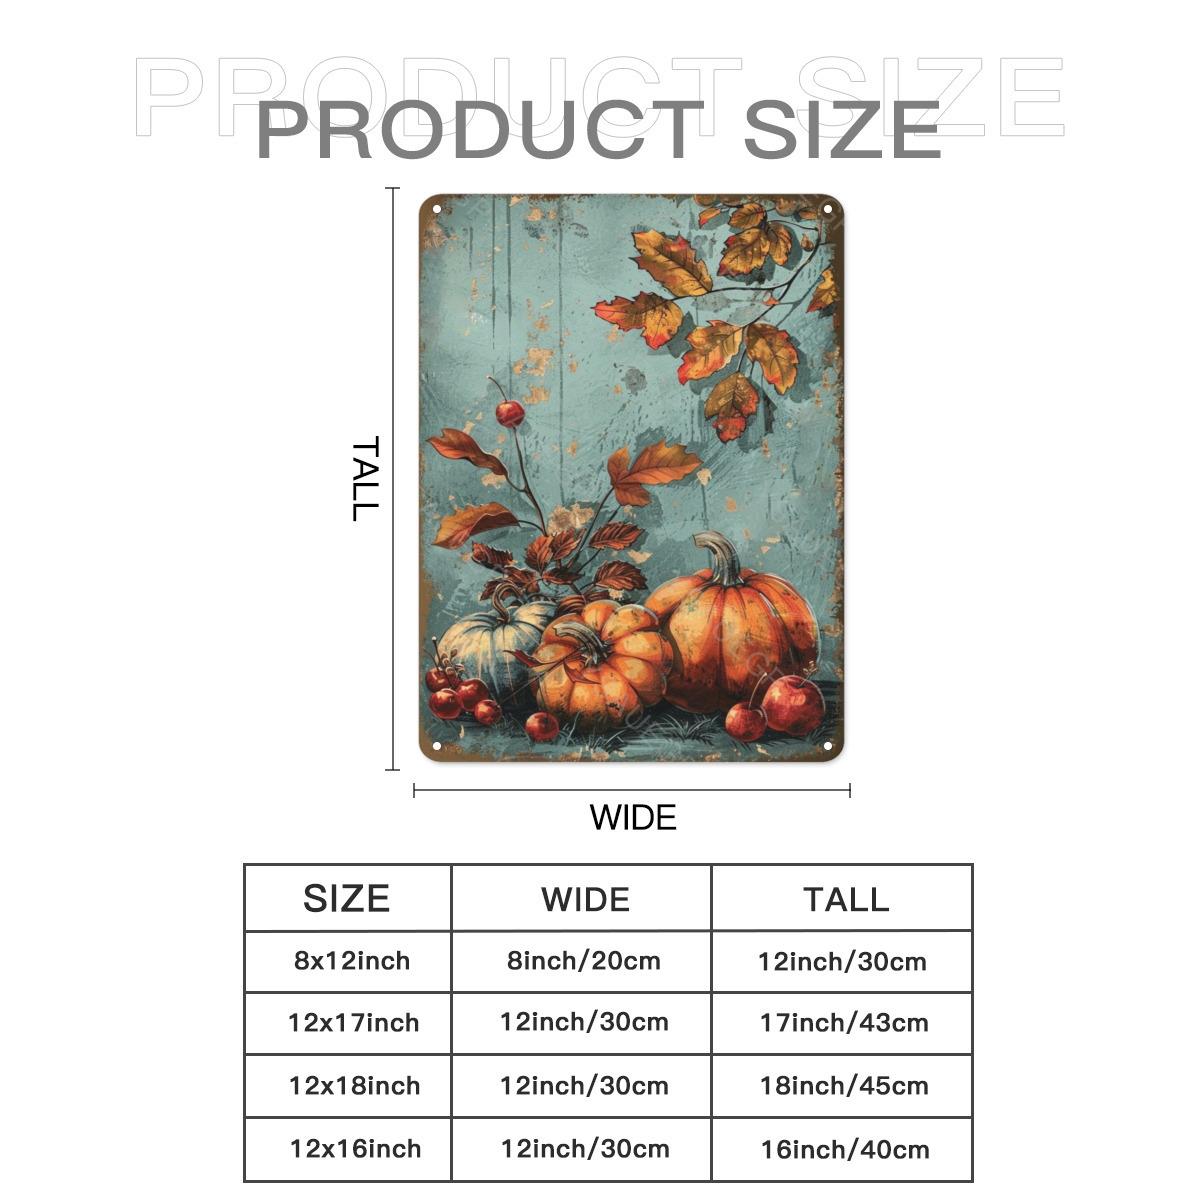 PRODUCT SIZE
PRODUCT SIZE
TALL
WIDE
SIZE WIDE TALL
8x12inch 8inch/20cm 12inch/30cm
12x17inch 12inch/30cm 17inch/43cm
12x18inch 12inch/30cm 18inch/45cm
12x16inch 12inch/30cm 16inch/40cm